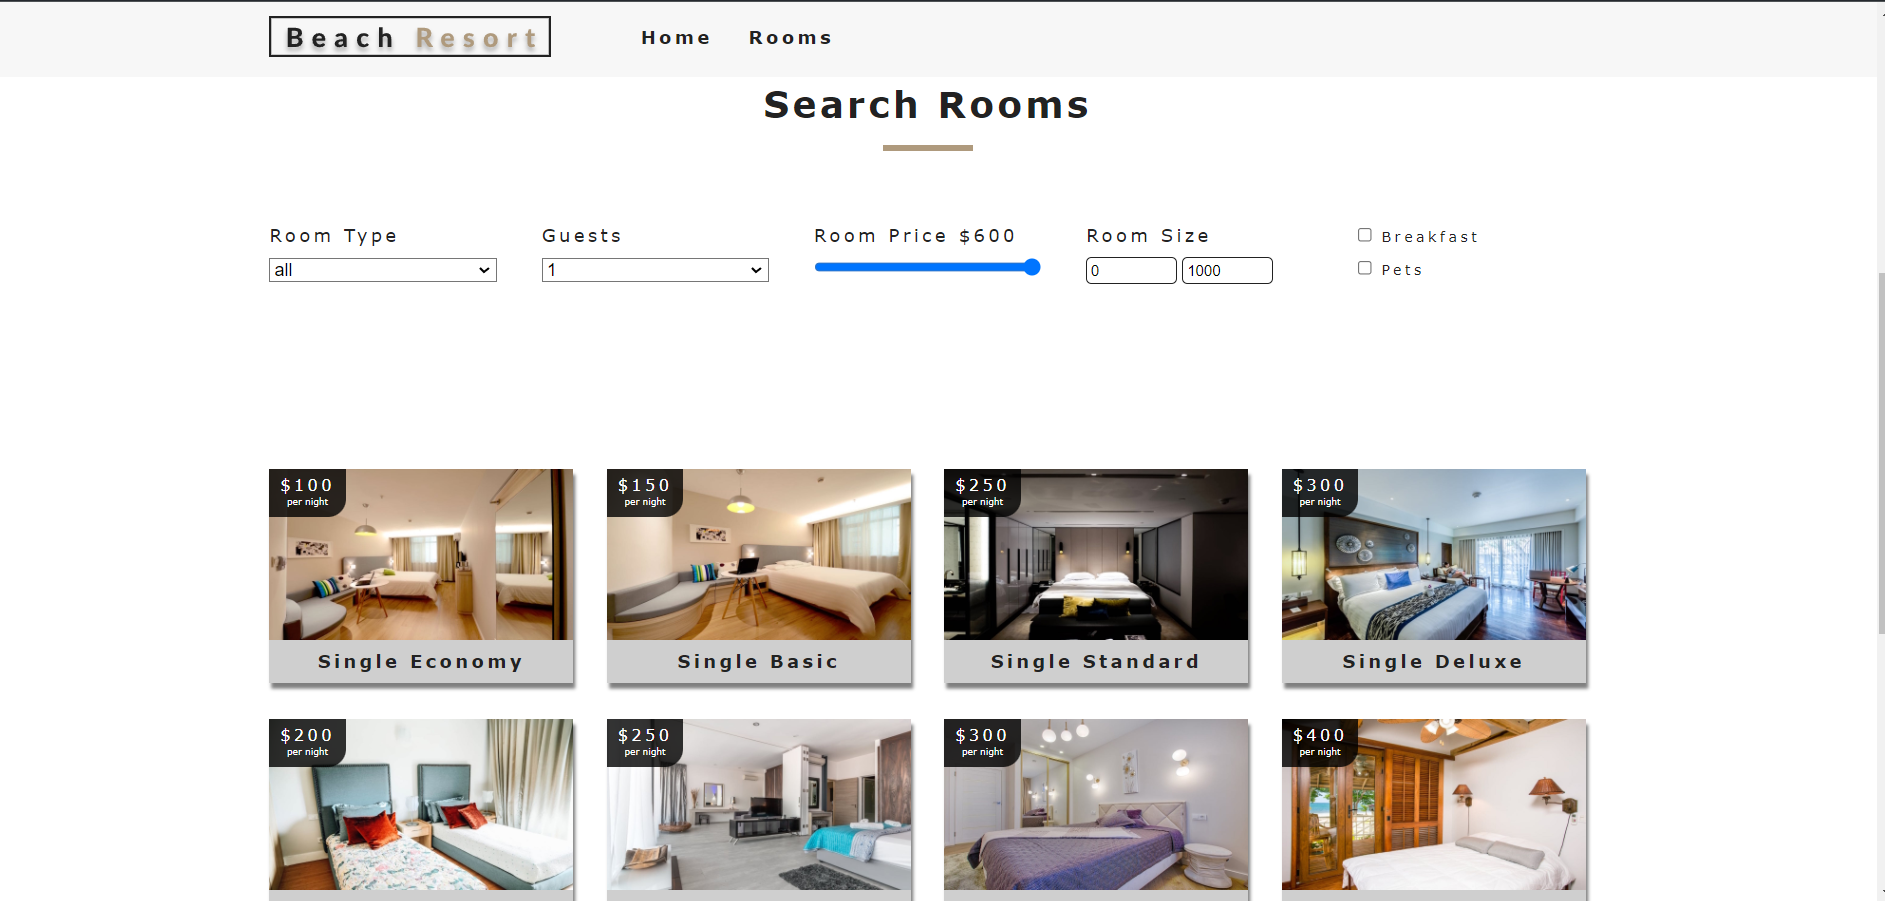 Beach Resort
Home
Rooms
Search Rooms
Room Type
all
Guests
1
Room Price $600
Room Size
0
1000
Breakfast
Pets
$100
per night
Single Economy
$150
per night
Single Basic
$250
per night
Single Standard
$300
per night
Single Deluxe
$200
per night
$250
per night
$300
per night
$400
per night